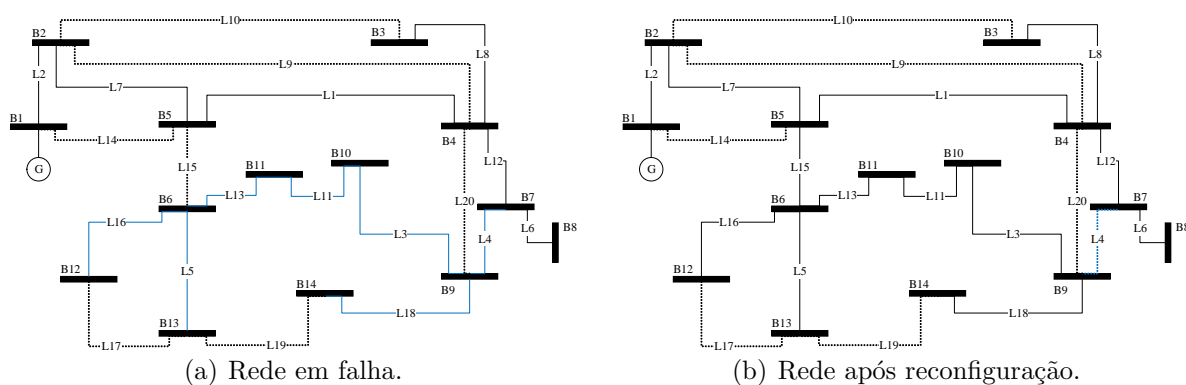 L10
B2
B3
L2
L9
L8
L7
L1
B1
B5
L14
B4
G
L15
B11
B10
L12
L13
L11
B6
L20
B7
L16
L3
L4
L6
B8
B12
L5
B14
B9
L18
B13
L17
L19
(a) Rede em falha.
L10
B2
B3
L2
L9
L8
L7
L1
B1
B5
L14
B4
G
L15
B11
B10
L12
L13
L11
B6
L20
B7
L16
L3
L4
L6
B8
B12
L5
B14
B9
L18
B13
L17
L19
(b) Rede após reconfiguração.